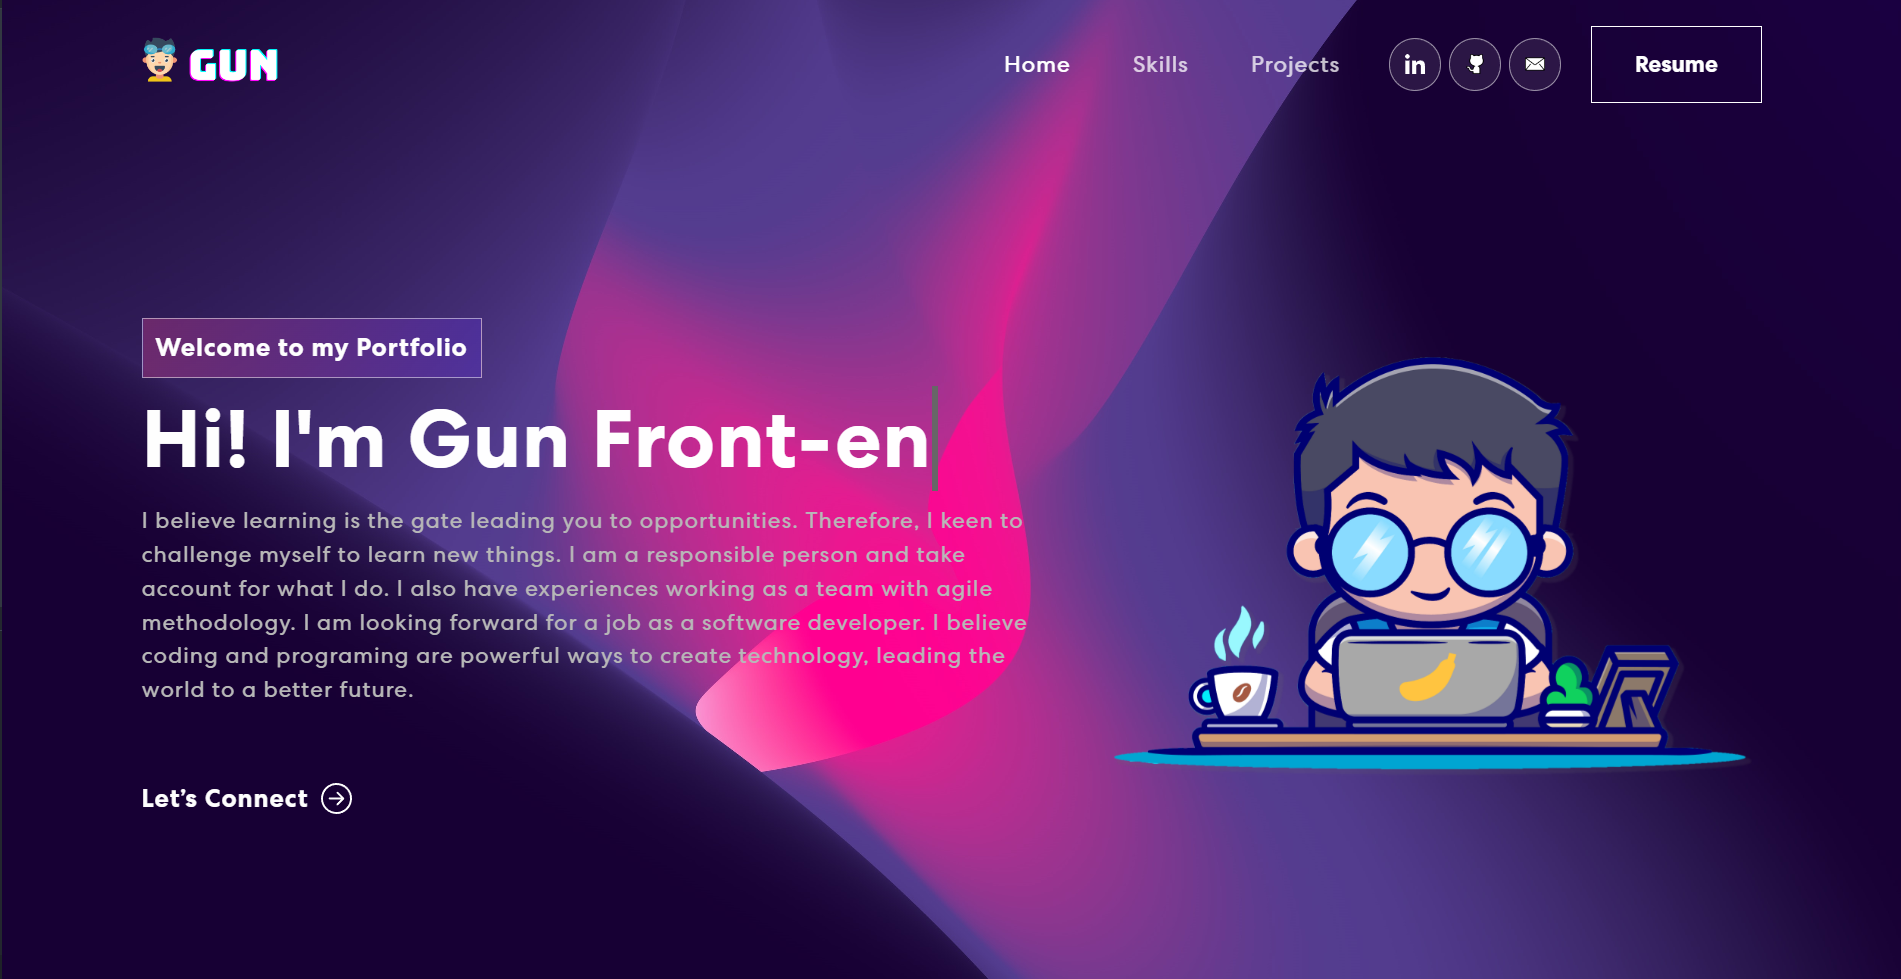 GUN
Home Skills Projects in Resume
Welcome to my Portfolio
Hi! I'm Gun Front-en
I believe learning is the gate leading you to opportunities. Therefore, I keen to
challenge myself to learn new things. I am a responsible person and take
account for what I do. I also have experiences working as a team with agile
methodology. I am looking forward for a job as a software developer. I believe
coding and programing are powerful ways to create technology, leading the
world to a better future.
Let’s Connect